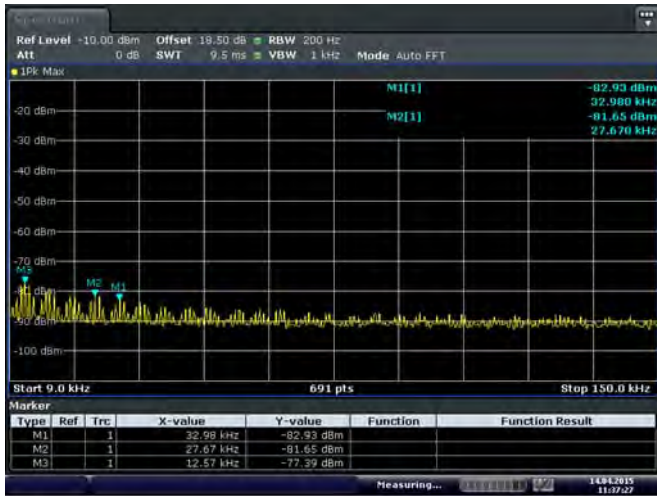 Spectrum
Ref Level -10.00 dBm Offset 18.50 dB RBW 200 Hz
Att 0 dB SWT 9.5 ms VBW 1 kHz Mode Auto FFT
1Pk Max
M1[1] -82.93 dBm
32.980 kHz
-20 dBm
M2[1] -81.65 dBm
27.670 kHz
-30 dBm
-40 dBm
-50 dBm
-60 dBm
-70 dBm
M3
M2 M1
-80 dBm
-90 dBm
-100 dBm
Start 9.0 kHz 691 pts Stop 150.0 kHz
Marker
Type Ref Trc X-value Y-value Function Function Result
M1 1 32.98 kHz -82.93 dBm
M2 1 27.67 kHz -81.65 dBm
M3 1 12.57 kHz -77.39 dBm
Measuring... 14.04.2015
11:37:27